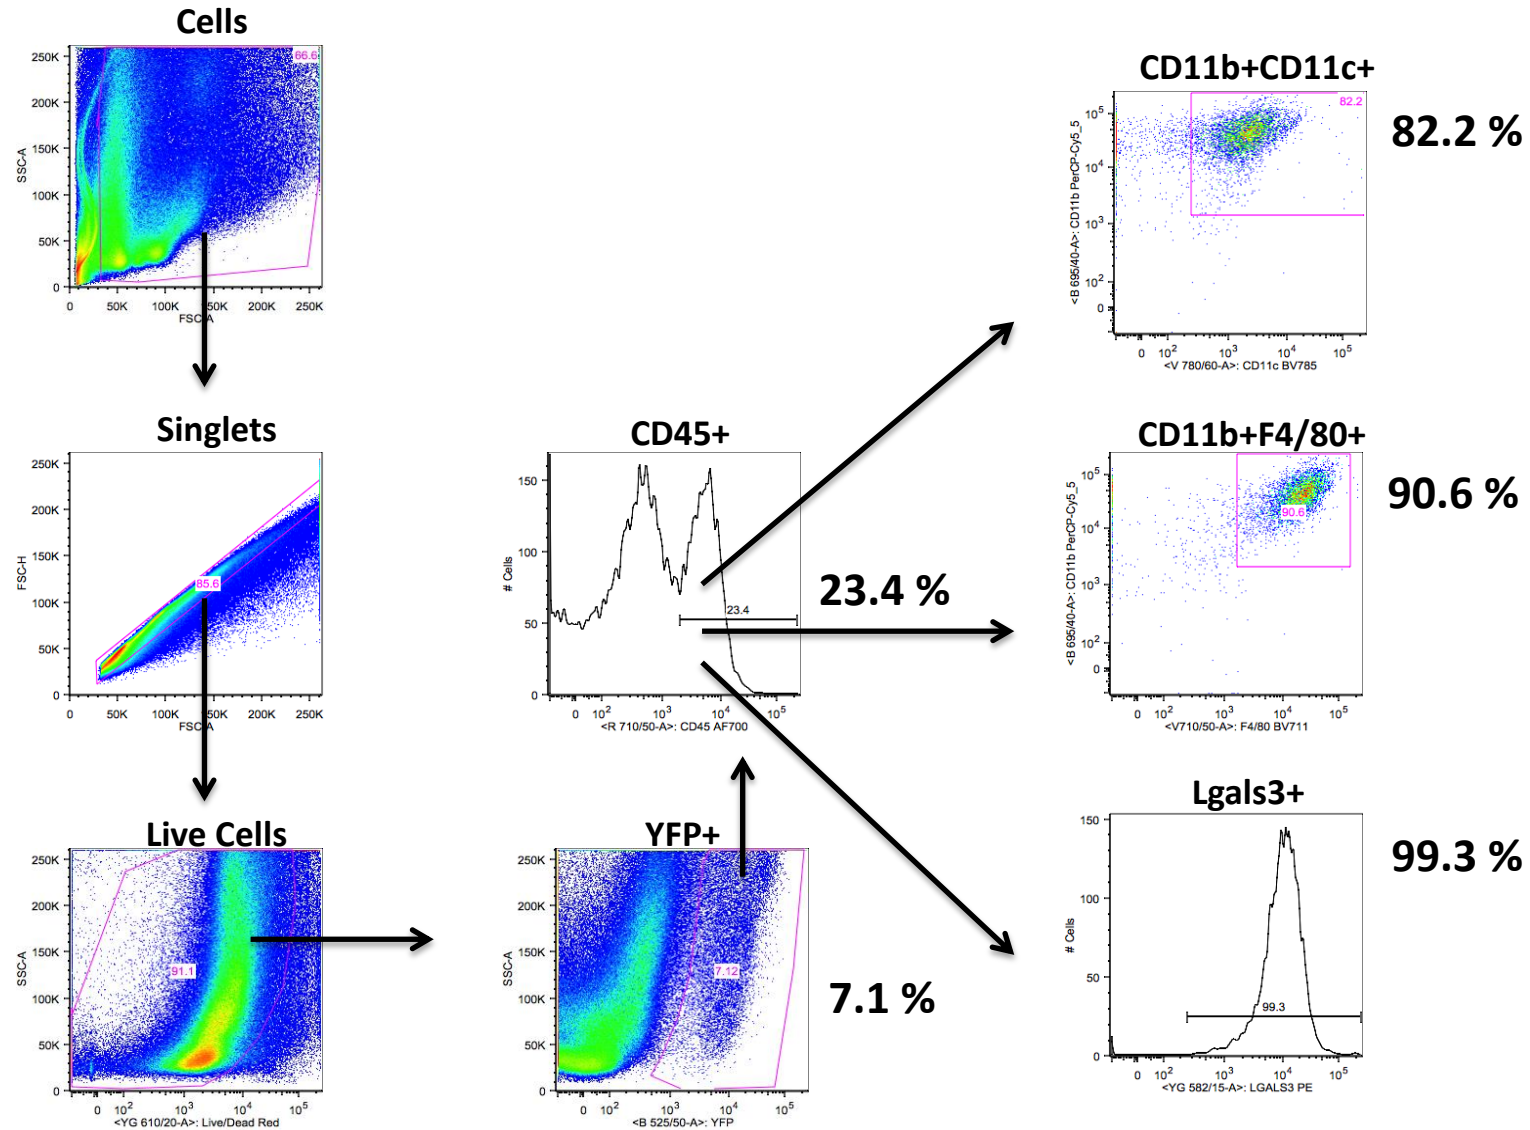 Cells
66.6
250K
200K
150K
100K
50K
0
SSC-A
0 50K 100K 150K 200K 250K
FSC-A
Singlets
250K
200K
150K
100K
50K
0
FSC-H
85.6
0 50K 100K 150K 200K 250K
FSC-A
Live Cells
250K
200K
150K
100K
50K
0
SSC-A
91.1
0 10^2 10^3 10^4 10^5
<YG 610/20-A>: Live/Dead Red
YFP+
250K
200K
150K
100K
50K
0
SSC-A
7.12
0 10^2 10^3 10^4 10^5
<B 525/50-A>: YFP
7.1 %
CD45+
150
100
50
0
# Cells
23.4
0 10^2 10^3 10^4 10^5
<R 710/50-A>: CD45 AF700
23.4 %
CD11b+CD11c+
82.2
10^5
10^4
10^3
10^2
0
<B 695/40-A>: CD11b PerCP-Cy5_5
0 10^2 10^3 10^4 10^5
<V 780/60-A>: CD11c BV785
82.2 %
CD11b+F4/80+
10^5
10^4
10^3
10^2
0
<B 695/40-A>: CD11b PerCP-Cy5_5
90.6
0 10^2 10^3 10^4 10^5
<V710/50-A>: F4/80 BV711
90.6 %
Lgals3+
150
100
50
0
# Cells
99.3
0 10^2 10^3 10^4 10^5
<YG 582/15-A>: LGALS3 PE
99.3 %